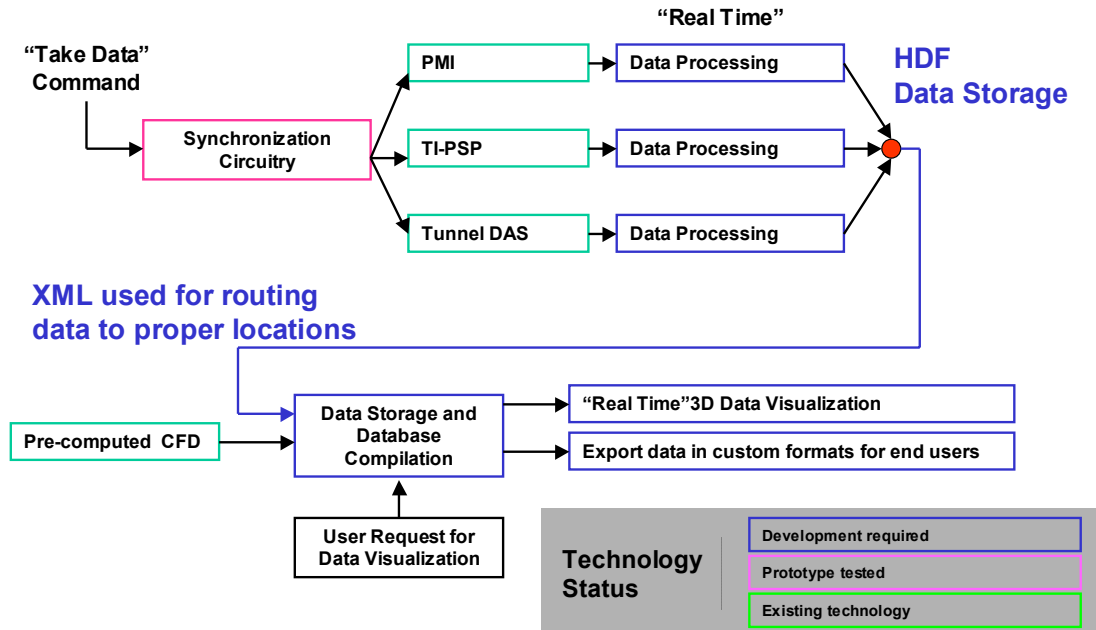 “Real Time”
“Take Data”
Command
PMI
Data Processing
HDF
Data Storage
Synchronization
Circuitry
TI-PSP
Data Processing
Tunnel DAS
Data Processing
XML used for routing
data to proper locations
Pre-computed CFD
Data Storage and
Database
Compilation
“Real Time”3D Data Visualization
Export data in custom formats for end users
User Request for
Data Visualization
Technology
Status
Development required
Prototype tested
Existing technology